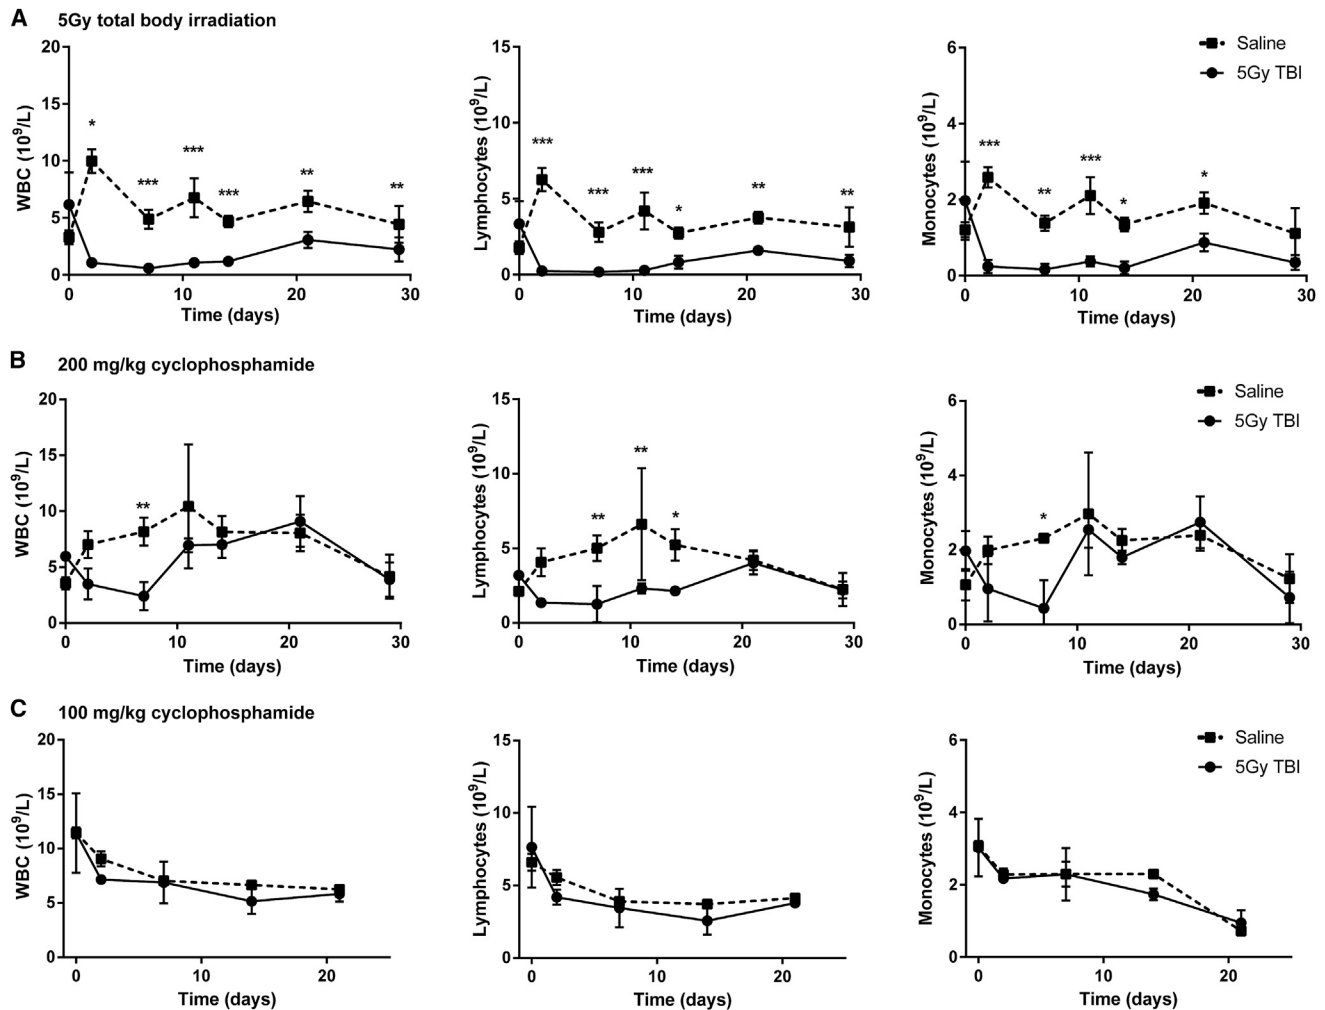 A 5Gy total body irradiation
20
15
10
5
0
WBC (10⁹/L)
* *** *** *** ** **
0 10 20 30
Time (days)
15
10
5
0
Lymphocytes (10⁹/L)
*** *** *** * ** **
0 10 20 30
Time (days)
6
4
2
0
Monocytes (10⁹/L)
*** ** *** * *
0 10 20 30
Time (days)
Saline
5Gy TBI
B 200 mg/kg cyclophosphamide
20
15
10
5
0
WBC (10⁹/L)
**
0 10 20 30
Time (days)
15
10
5
0
Lymphocytes (10⁹/L)
** ** *
0 10 20 30
Time (days)
6
4
2
0
Monocytes (10⁹/L)
*
0 10 20 30
Time (days)
Saline
5Gy TBI
C 100 mg/kg cyclophosphamide
20
15
10
5
0
WBC (10⁹/L)
0 10 20
Time (days)
15
10
5
0
Lymphocytes (10⁹/L)
0 10 20
Time (days)
6
4
2
0
Monocytes (10⁹/L)
0 10 20
Time (days)
Saline
5Gy TBI